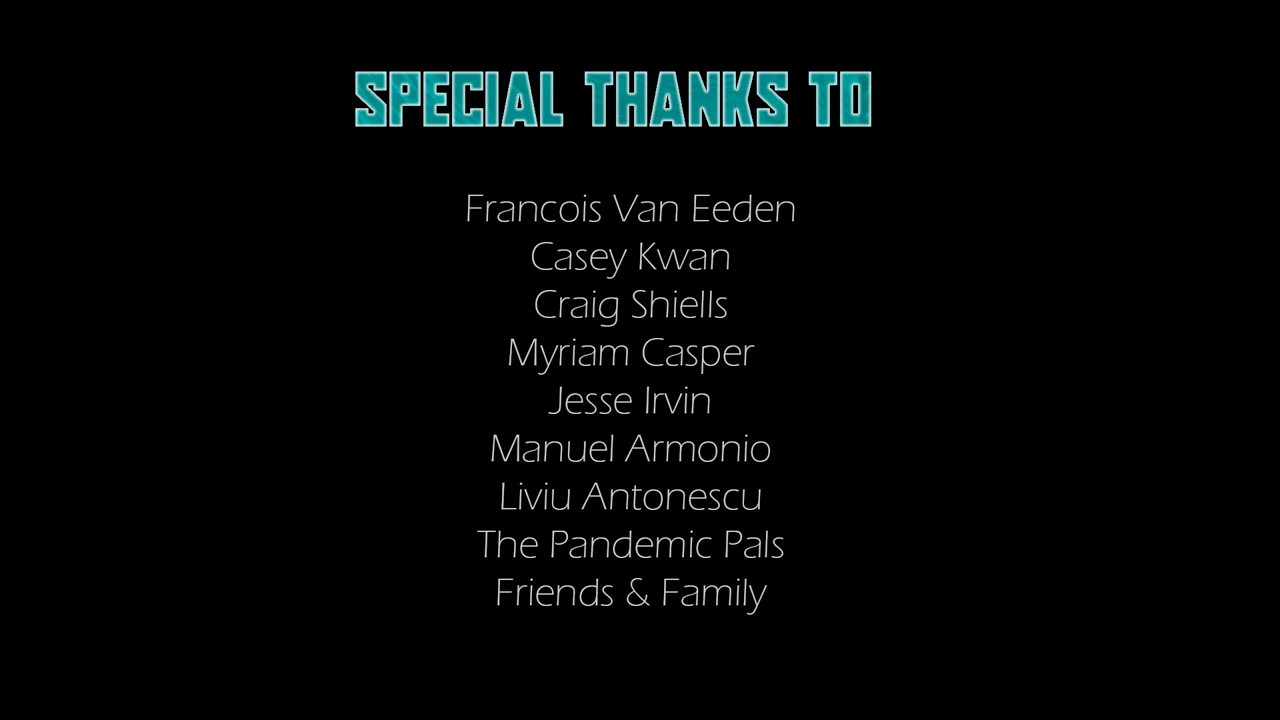 SPECIAL THANKS TO
Francois Van Eeden
Casey Kwan
Craig Shiells
Myriam Casper
Jesse Irvin
Manuel Armonio
Liviu Antonescu
The Pandemic Pals
Friends & Family